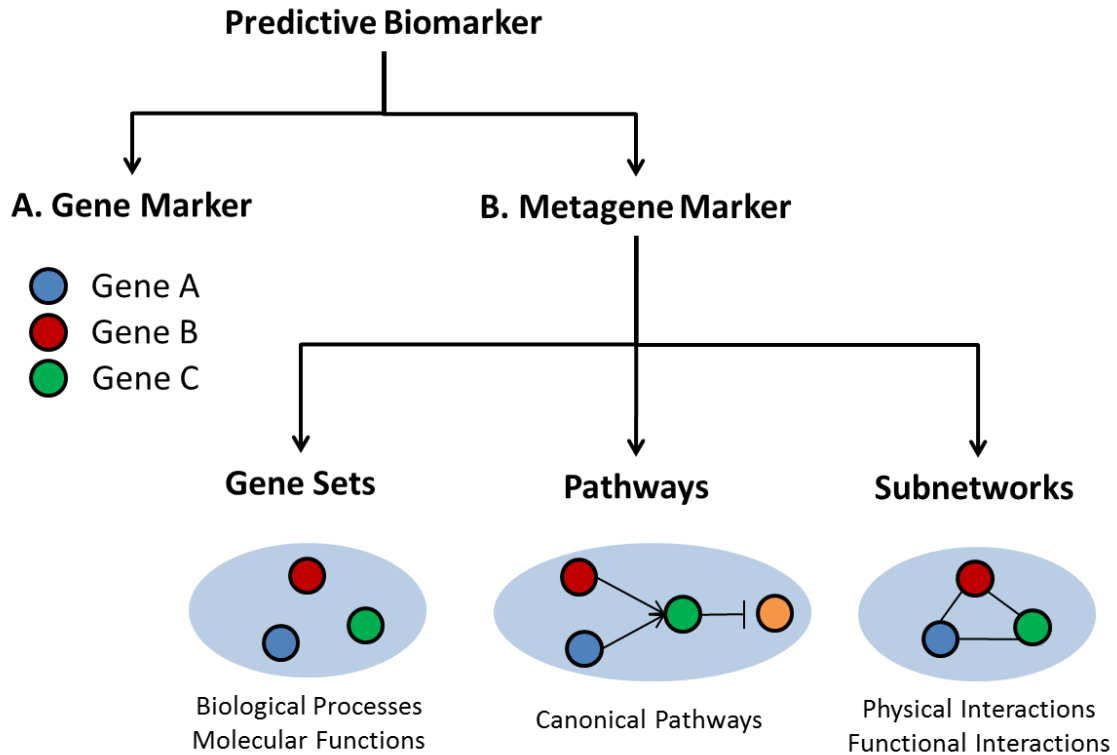 Predictive Biomarker
A. Gene Marker
B. Metagene Marker
Gene A
Gene B
Gene C
Gene Sets
Pathways
Subnetworks
Biological Processes
Molecular Functions
Canonical Pathways
Physical Interactions
Functional Interactions